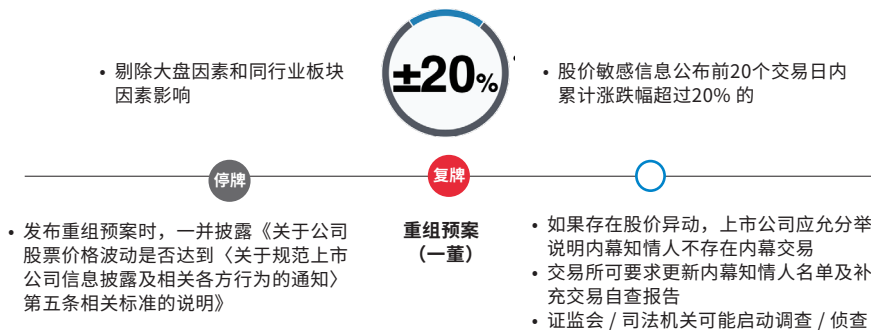 • 剔除大盘因素和同行业板块
因素影响
±20%
• 股价敏感信息公布前20个交易日内
累计涨跌幅超过20% 的
停牌
复牌
• 发布重组预案时，一并披露《关于公司
股票价格波动是否达到〈关于规范上市
公司信息披露及相关各方行为的通知〉
第五条相关标准的说明》
重组预案
（一董）
• 如果存在股价异动，上市公司应允分举
说明内幕知情人不存在内幕交易
• 交易所可要求更新内幕知情人名单及补
充交易自查报告
• 证监会 / 司法机关可能启动调查 / 侦查